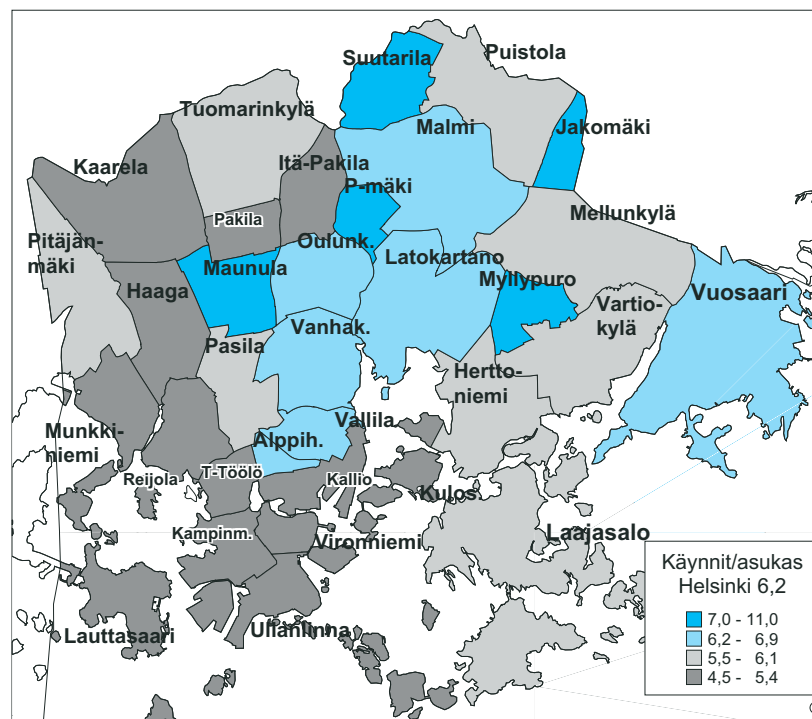 Suutarila
Puistola
Tuomarinkylä
Malmi
Jakomäki
Kaarela
Itä-Pakila
P-mäki
Pakila
Mellunkylä
Pitäjän-
mäki
Oulunk.
Latokartano
Maunula
Myllypuro
Haaga
Vuosaari
Vartio-
kylä
Vanhak.
Pasila
Hertto-
niemi
Vallila
Munkki-
niemi
Alppih.
T-Töölö
Reijola
Kallio
Kulos.
Kampinm.
Vironniemi
Laajasalo
Lauttasaari
Ullanlinna
Käynnit/asukas
Helsinki 6,2
7,0 - 11,0
6,2 - 6,9
5,5 - 6,1
4,5 - 5,4